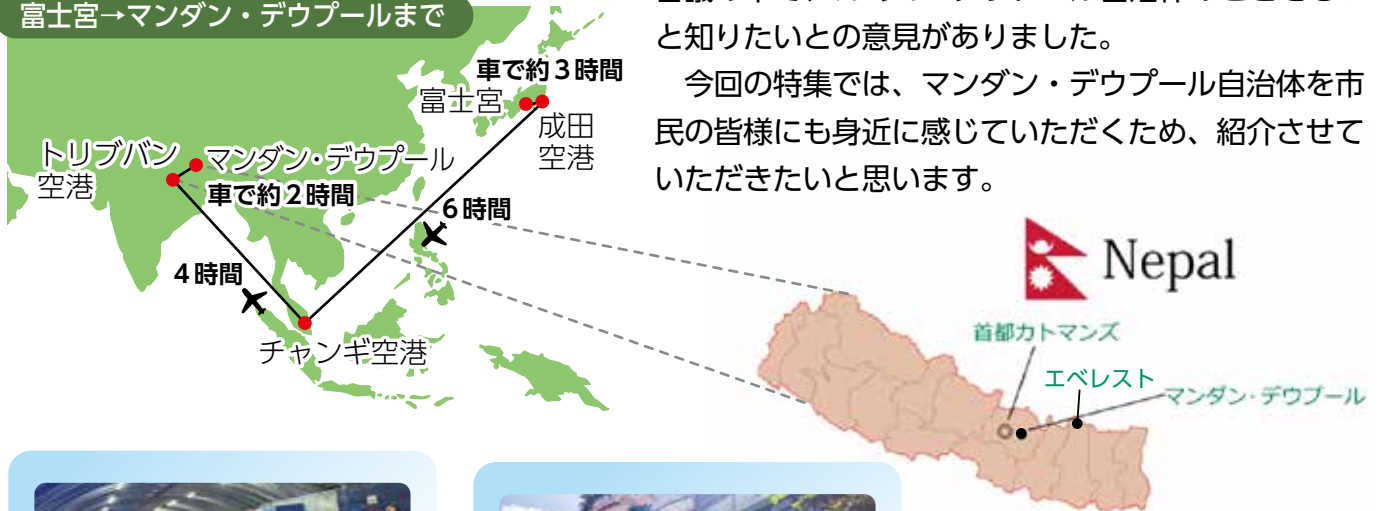 富士宮→マンダン・デウプールまで
と知りたいとの意見がありました。
　今回の特集では、マンダン・デウプール自治体を市
民の皆様にも身近に感じていただくため、紹介させて
いただきたいと思います。
車で約3時間
富士宮
成田
空港
トリブバン
空港
マンダン・デウプール
車で約2時間
6時間
4時間
チャンギ空港
Nepal
首都カトマンズ
エベレスト
マンダン・デウプール